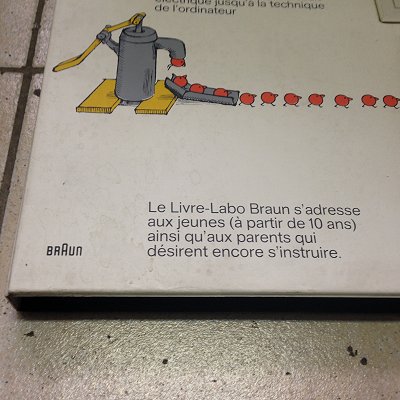 électrique jusqu'à la technique
de l'ordinateur
Le Livre-Labo Braun s'adresse
aux jeunes (à partir de 10 ans)
ainsi qu'aux parents qui
désirent encore s'instruire.
BRAUN